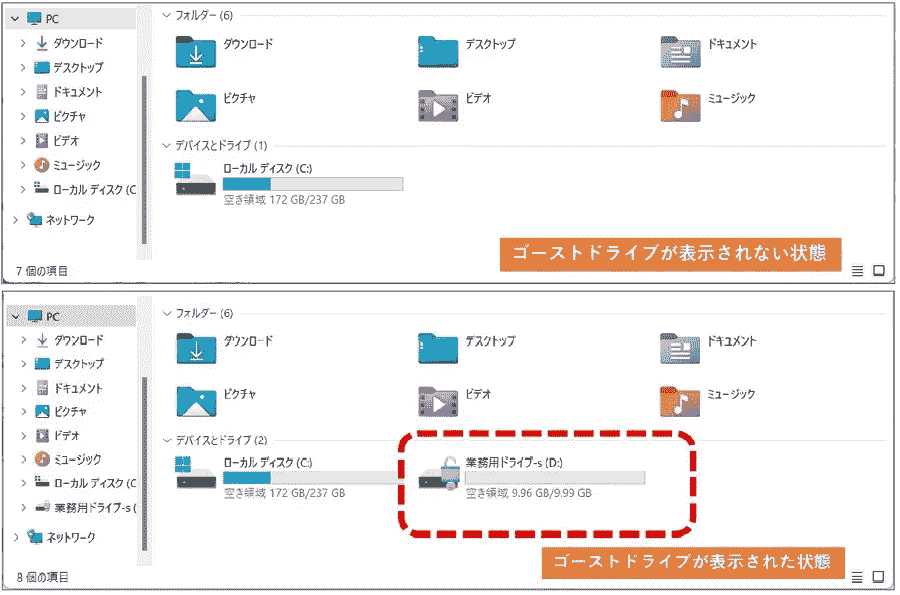 PC
ダウンロード
デスクトップ
ドキュメント
ピクチャ
ビデオ
ミュージック
ローカル ディスク (C
ネットワーク
7 個の項目
フォルダー (6)
ダウンロード
デスクトップ
ドキュメント
ピクチャ
ビデオ
ミュージック
デバイスとドライブ (1)
ローカル ディスク (C:)
空き領域 172 GB/237 GB
ゴーストドライブが表示されない状態
PC
ダウンロード
デスクトップ
ドキュメント
ピクチャ
ビデオ
ミュージック
ローカル ディスク (C
業務用ドライブ-s (
ネットワーク
8 個の項目
フォルダー (6)
ダウンロード
デスクトップ
ドキュメント
ピクチャ
ビデオ
ミュージック
デバイスとドライブ (2)
ローカル ディスク (C:)
空き領域 172 GB/237 GB
業務用ドライブ-s (D:)
空き領域 9.96 GB/9.99 GB
ゴーストドライブが表示された状態